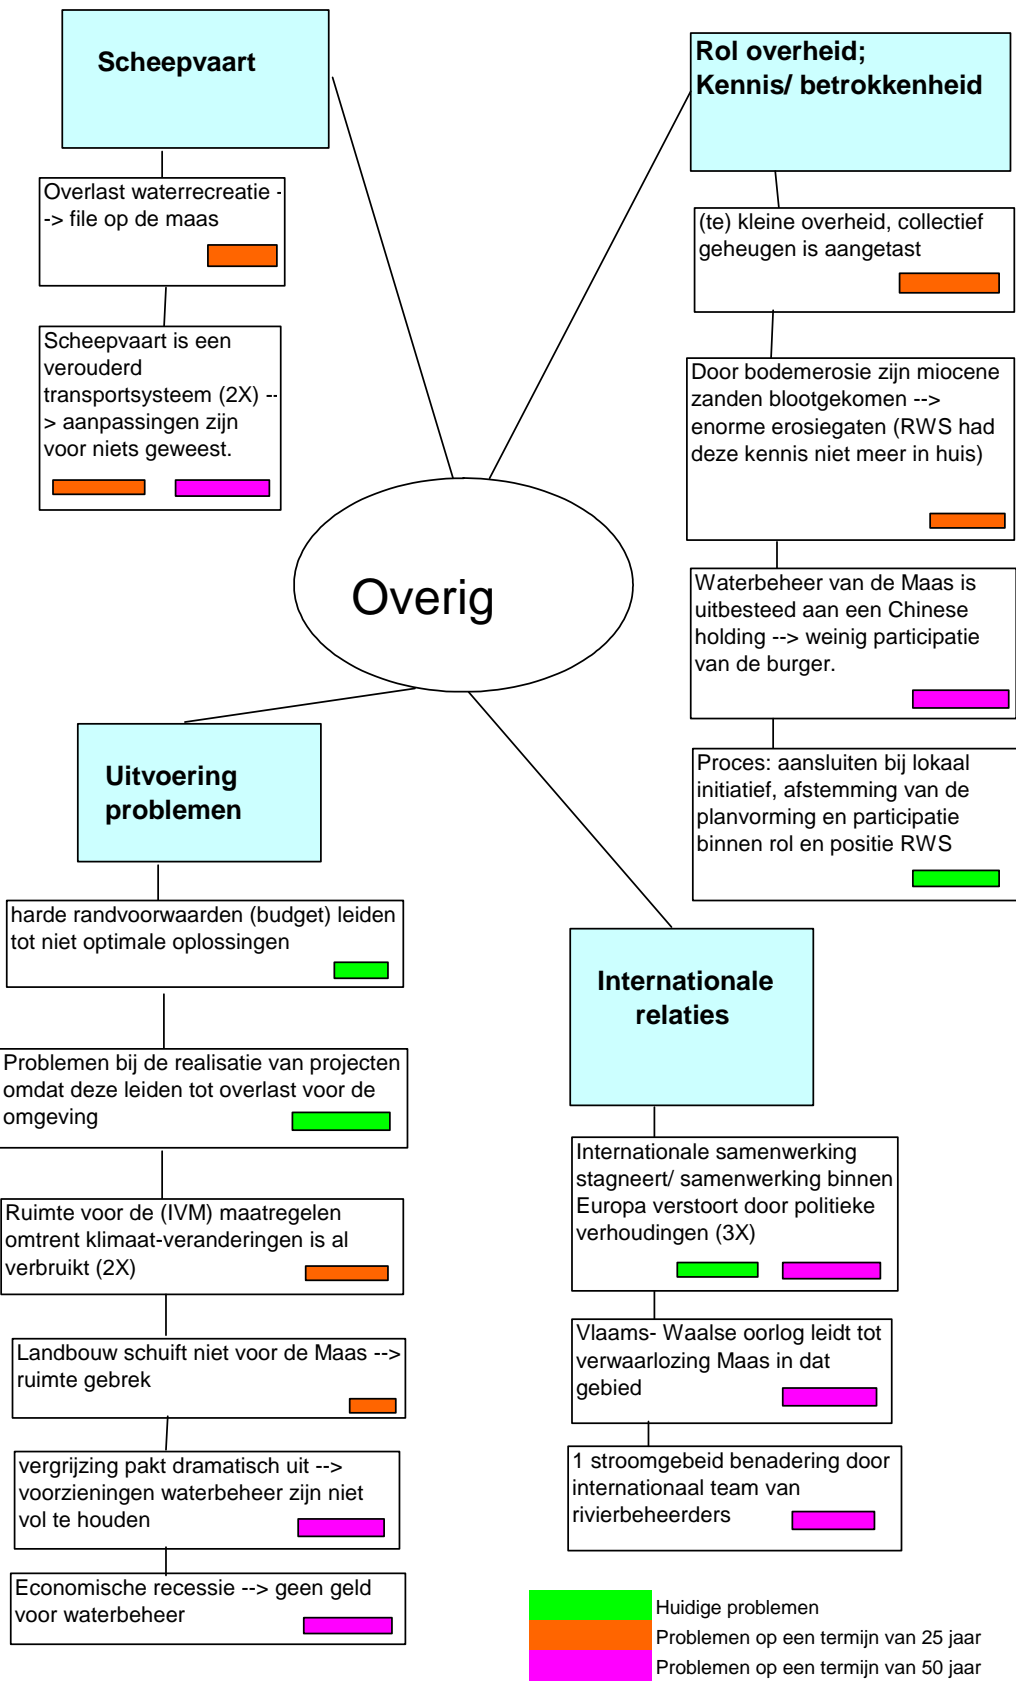 Scheepvaart
Overlast waterrecreatie -
-> file op de maas
Scheepvaart is een
verouderd
transportsysteem (2X) --
> aanpassingen zijn
voor niets geweest.
Rol overheid;
Kennis/ betrokkenheid
(te) kleine overheid, collectief
geheugen is aangetast
Door bodemerosie zijn miocene
zanden blootgekomen -->
enorme erosiegaten (RWS had
deze kennis niet meer in huis)
Waterbeheer van de Maas is
uitbesteed aan een Chinese
holding --> weinig participatie
van de burger.
Proces: aansluiten bij lokaal
initiatief, afstemming van de
planvorming en participatie
binnen rol en positie RWS
Overig
Uitvoering
problemen
harde randvoorwaarden (budget) leiden
tot niet optimale oplossingen
Problemen bij de realisatie van projecten
omdat deze leiden tot overlast voor de
omgeving
Ruimte voor de (IVM) maatregelen
omtrent klimaat-veranderingen is al
verbruikt (2X)
Landbouw schuift niet voor de Maas -->
ruimte gebrek
vergrijzing pakt dramatisch uit -->
voorzieningen waterbeheer zijn niet
vol te houden
Economische recessie --> geen geld
voor waterbeheer
Internationale
relaties
Internationale samenwerking
stagneert/ samenwerking binnen
Europa verstoort door politieke
verhoudingen (3X)
Vlaams- Waalse oorlog leidt tot
verwaarlozing Maas in dat
gebied
1 stroomgebeid benadering door
internationaal team van
rivierbeheerders
Huidige problemen
Problemen op een termijn van 25 jaar
Problemen op een termijn van 50 jaar